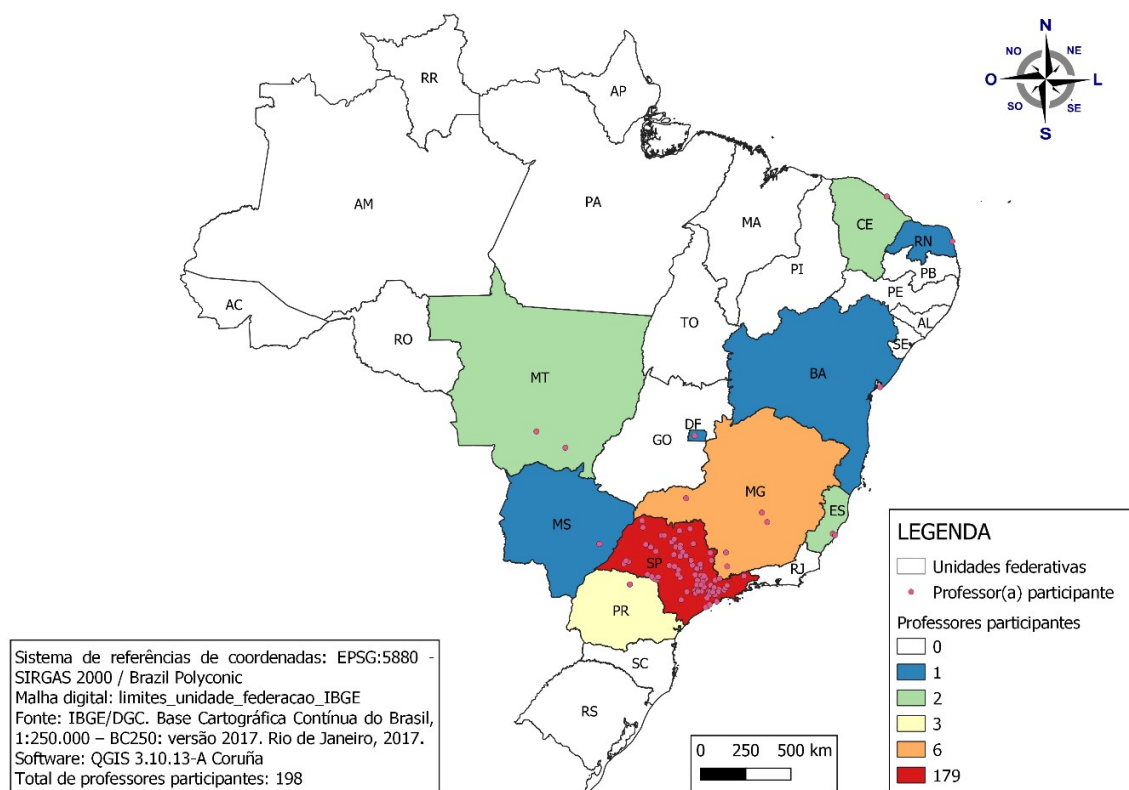 N
NO
NE
O
L
SO
SE
S
RR
AP
AM
PA
MA
CE
RN
PI
PB
PE
AC
AL
TO
SE
RO
MT
BA
DF
GO
MG
ES
MS
SP
RJ
PR
SC
RS
LEGENDA
Unidades federativas
Professor(a) participante
Professores participantes
0
1
2
3
6
179
Sistema de referências de coordenadas: EPSG:5880 -
SIRGAS 2000 / Brazil Polyconic
Malha digital: limites_unidade_federacao_IBGE
Fonte: IBGE/DGC. Base Cartográfica Contínua do Brasil,
1:250.000 – BC250: versão 2017. Rio de Janeiro, 2017.
Software: QGIS 3.10.13-A Coruña
Total de professores participantes: 198
0 250 500 km